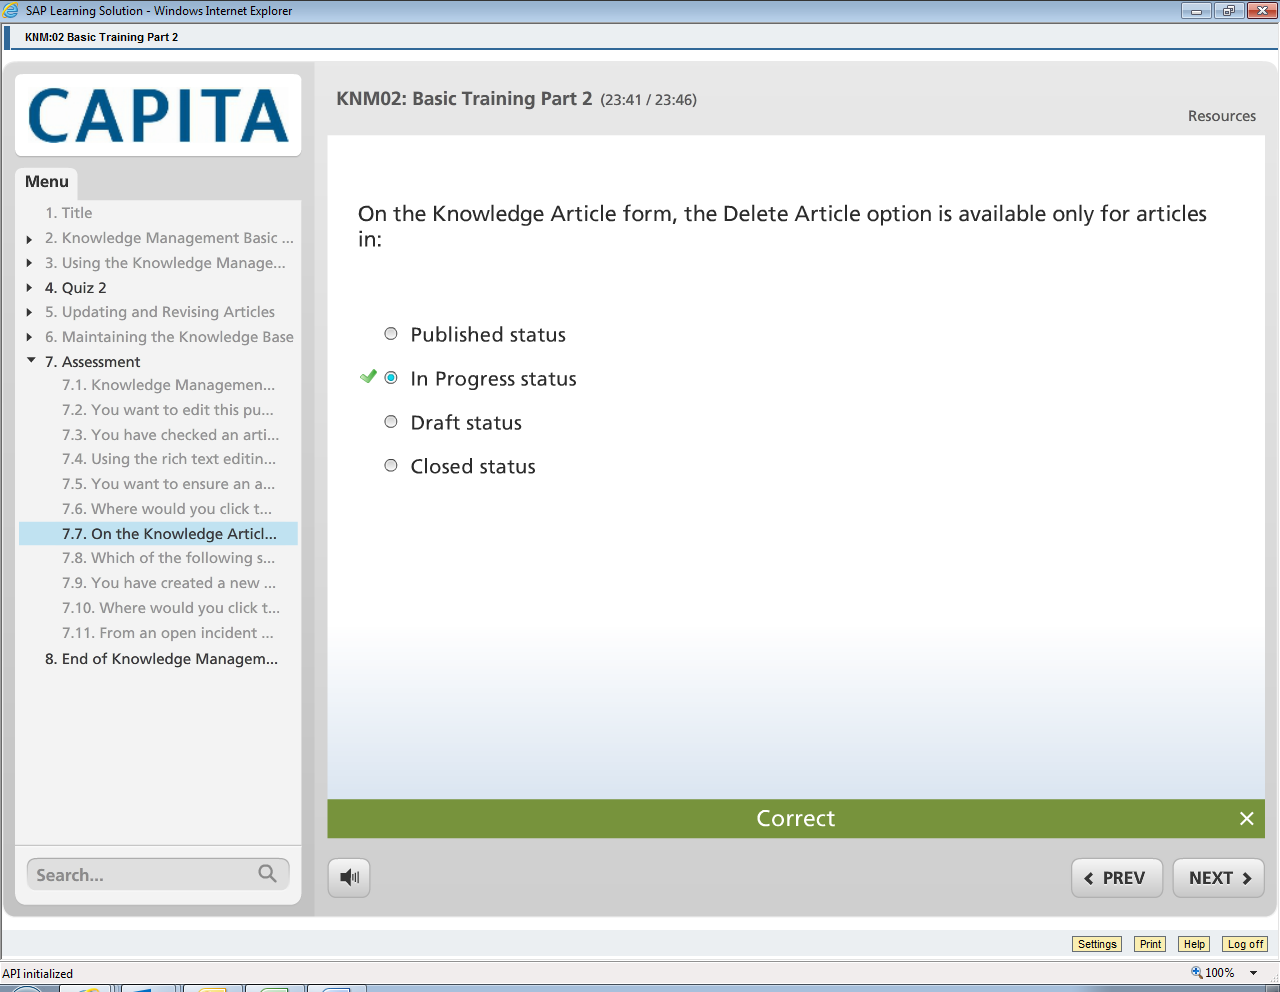 SAP Learning Solution - Windows Internet Explorer
KNM:02 Basic Training Part 2
CAPITA
KNM02: Basic Training Part 2 (23:41 / 23:46)
Resources
Menu
1. Title
2. Knowledge Management Basic ...
3. Using the Knowledge Manage...
4. Quiz 2
5. Updating and Revising Articles
6. Maintaining the Knowledge Base
7. Assessment
7.1. Knowledge Managemen...
7.2. You want to edit this pu...
7.3. You have checked an arti...
7.4. Using the rich text editin...
7.5. You want to ensure an a...
7.6. Where would you click t...
7.7. On the Knowledge Articl...
7.8. Which of the following s...
7.9. You have created a new ...
7.10. Where would you click t...
7.11. From an open incident ...
8. End of Knowledge Managem...
Search...
On the Knowledge Article form, the Delete Article option is available only for articles
in:
Published status
In Progress status
Draft status
Closed status
Correct
PREV
NEXT
Settings
Print
Help
Log off
API initialized
100%